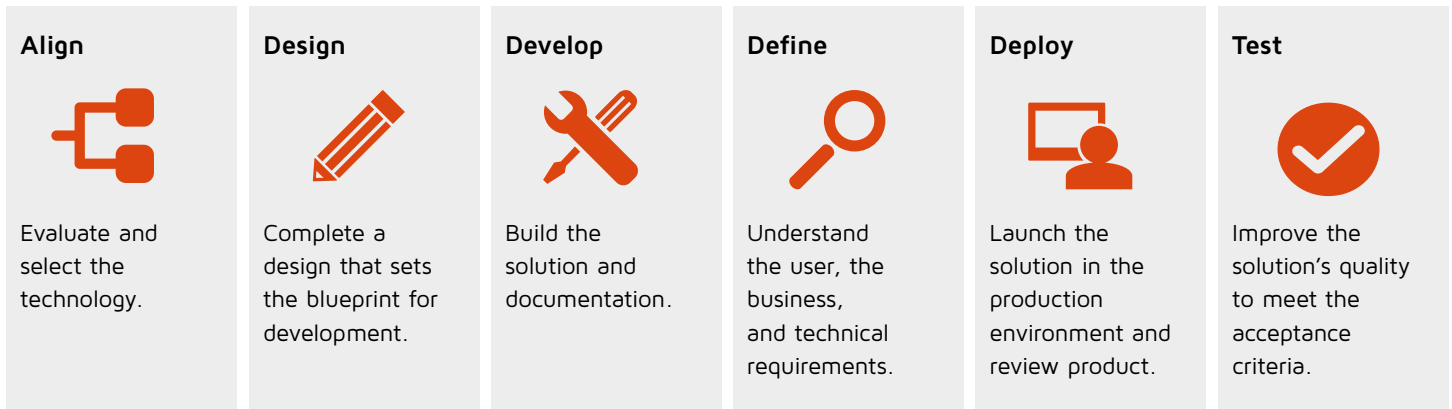 Align
Evaluate and
select the
technology.
Design
Complete a
design that sets
the blueprint for
development.
Develop
Build the
solution and
documentation.
Define
Understand
the user, the
business,
and technical
requirements.
Deploy
Launch the
solution in the
production
environment and
review product.
Test
Improve the
solution’s quality
to meet the
acceptance
criteria.